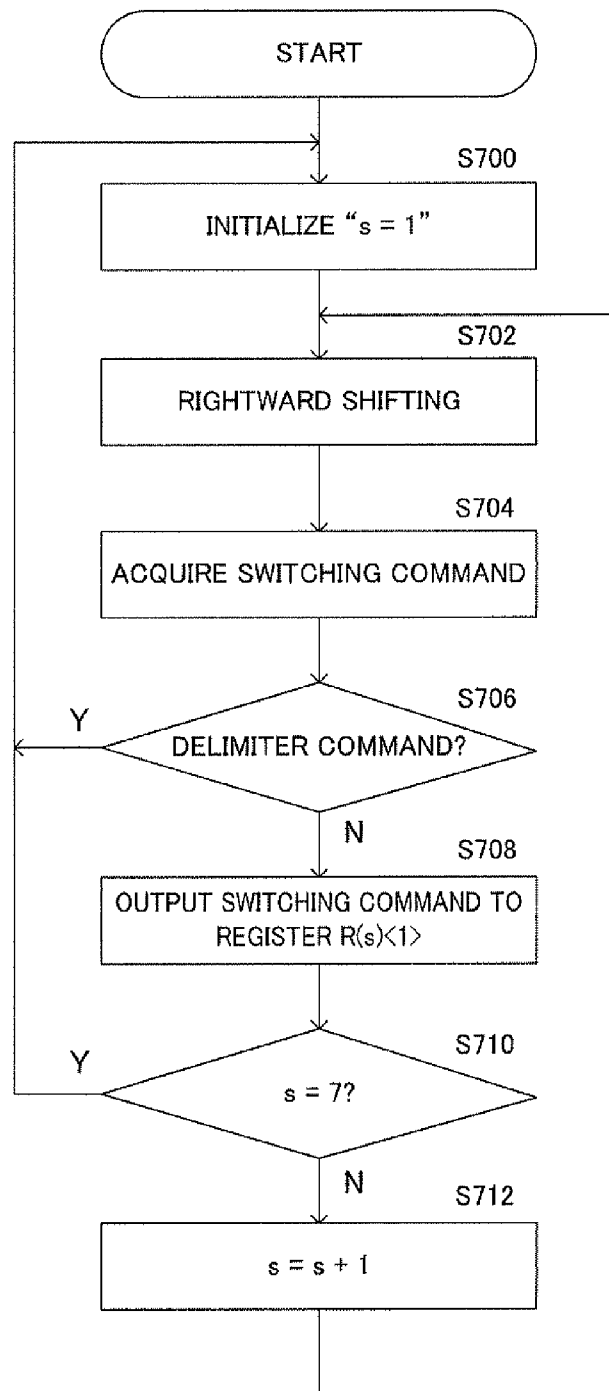 START
S700
INITIALIZE “s = 1”
S702
RIGHTWARD SHIFTING
S704
ACQUIRE SWITCHING COMMAND
S706
Y
DELIMITER COMMAND?
N
S708
OUTPUT SWITCHING COMMAND TO
REGISTER R(s)<1>
S710
Y
s = 7?
N
S712
s = s + 1